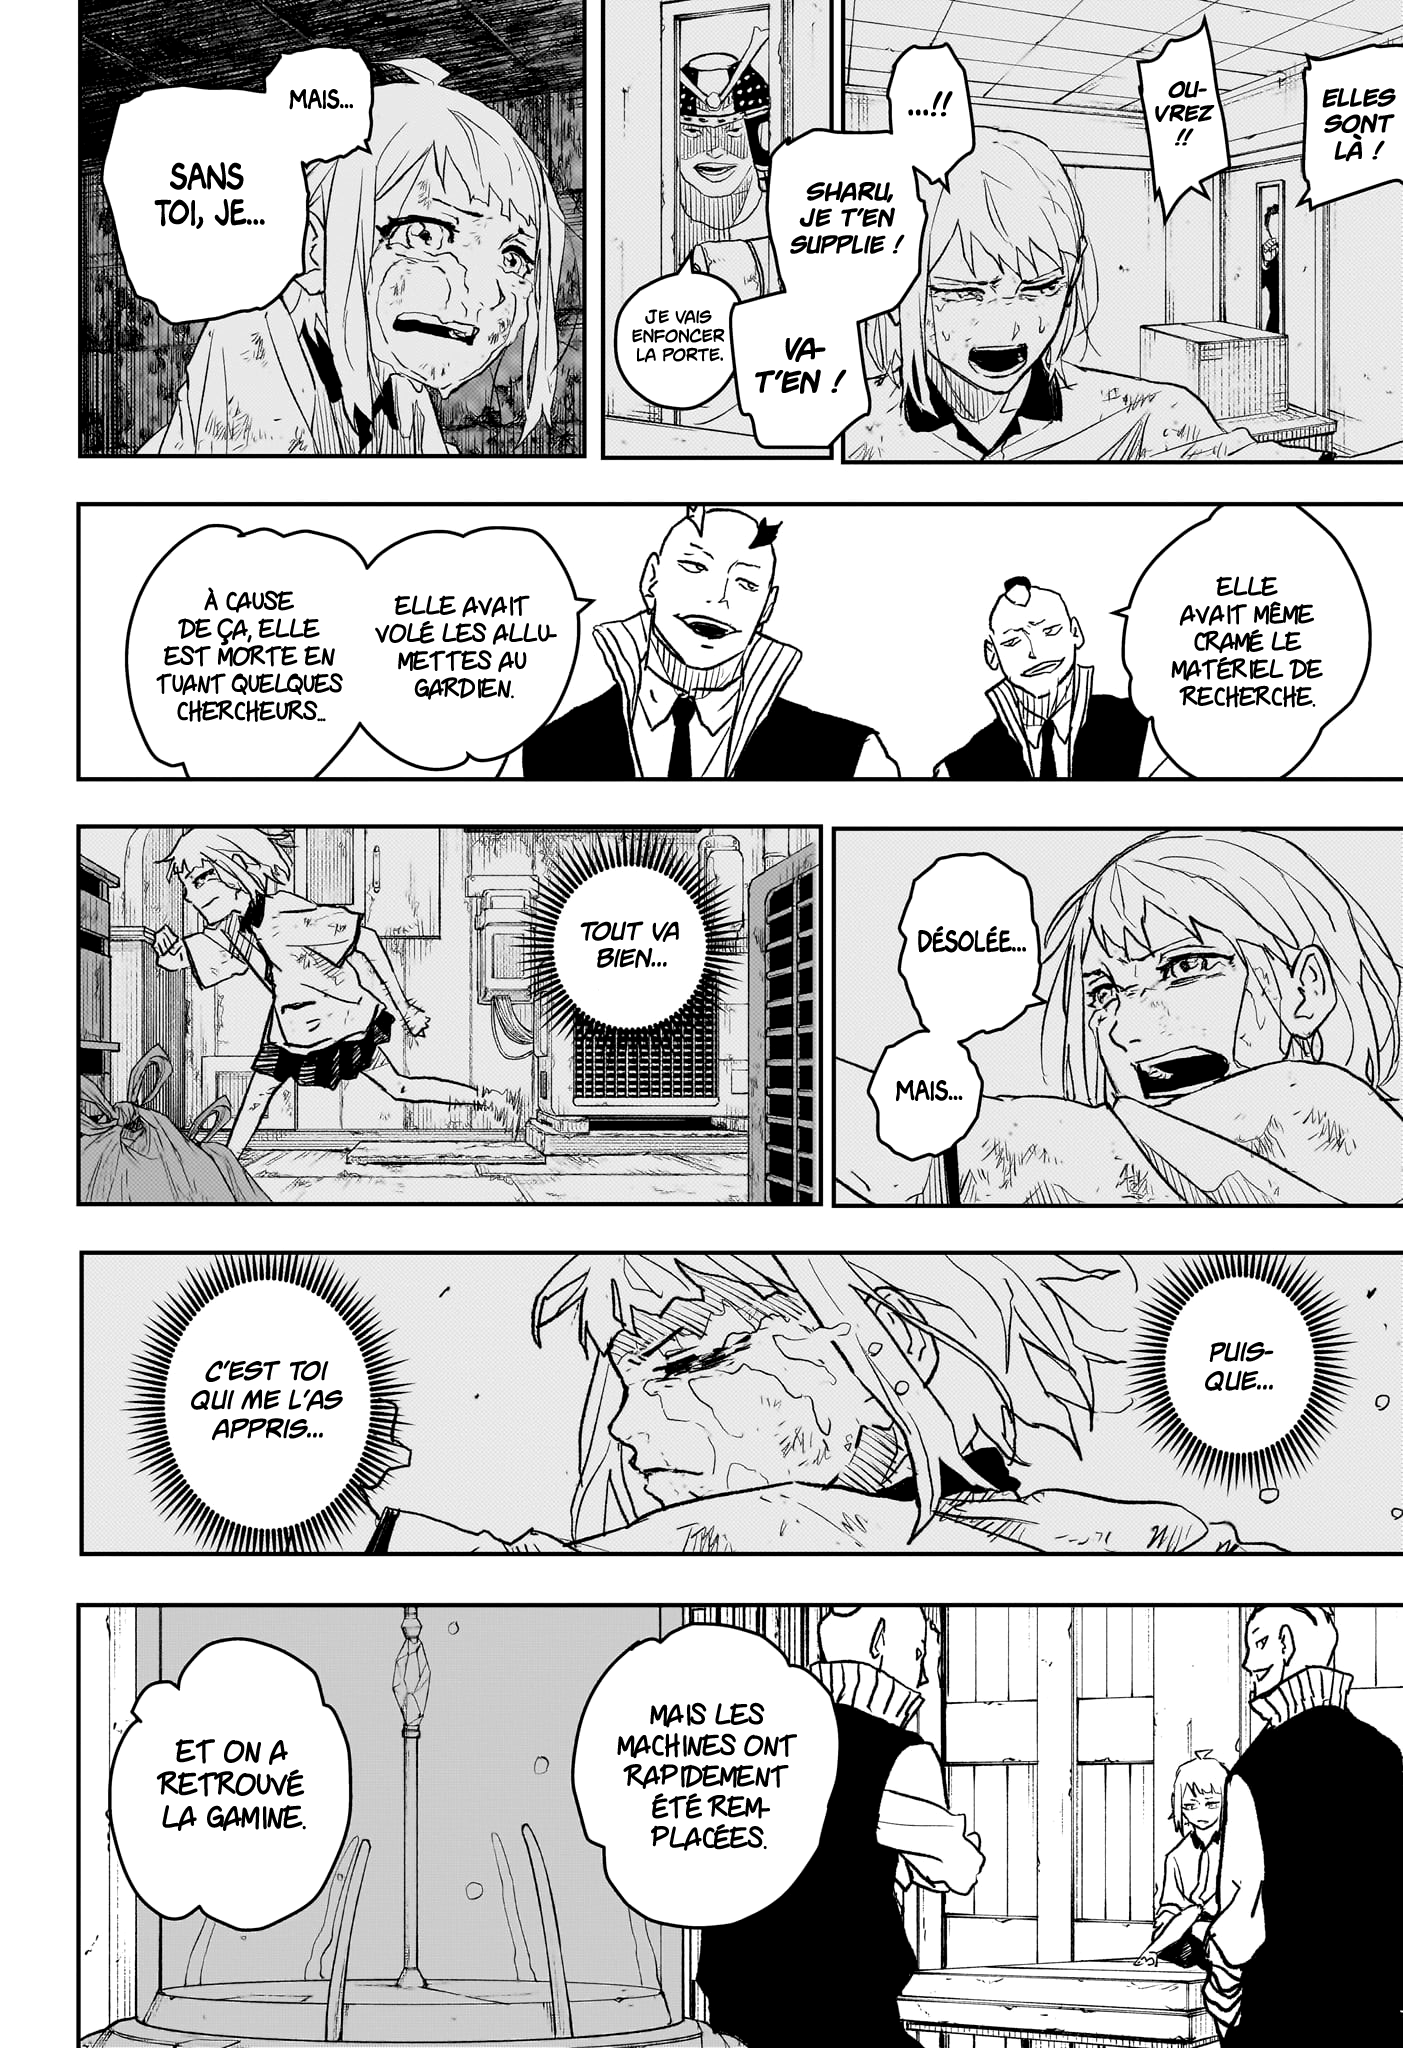 ELLES
SONT
LÀ !
OU-
VREZ
!!
...!!
SHARU,
JE T'EN
SUPPLIE !
VA-
T'EN !
JE VAIS
ENFONCER
LA PORTE.
MAIS...
SANS
TOI, JE...
ELLE
AVAIT MÊME
CRAMÉ LE
MATÉRIEL DE
RECHERCHE.
ELLE AVAIT
VOLÉ LES ALLU-
METTES AU
GARDIEN.
À CAUSE
DE ÇA, ELLE
EST MORTE EN
TUANT QUELQUES
CHERCHEURS...
DÉSOLÉE...
MAIS...
TOUT VA
BIEN...
PUIS-
QUE...
C'EST TOI
QUI ME L'AS
APPRIS...
MAIS LES
MACHINES ONT
RAPIDEMENT
ÉTÉ REM-
PLACÉES.
ET ON A
RETROUVÉ
LA GAMINE.